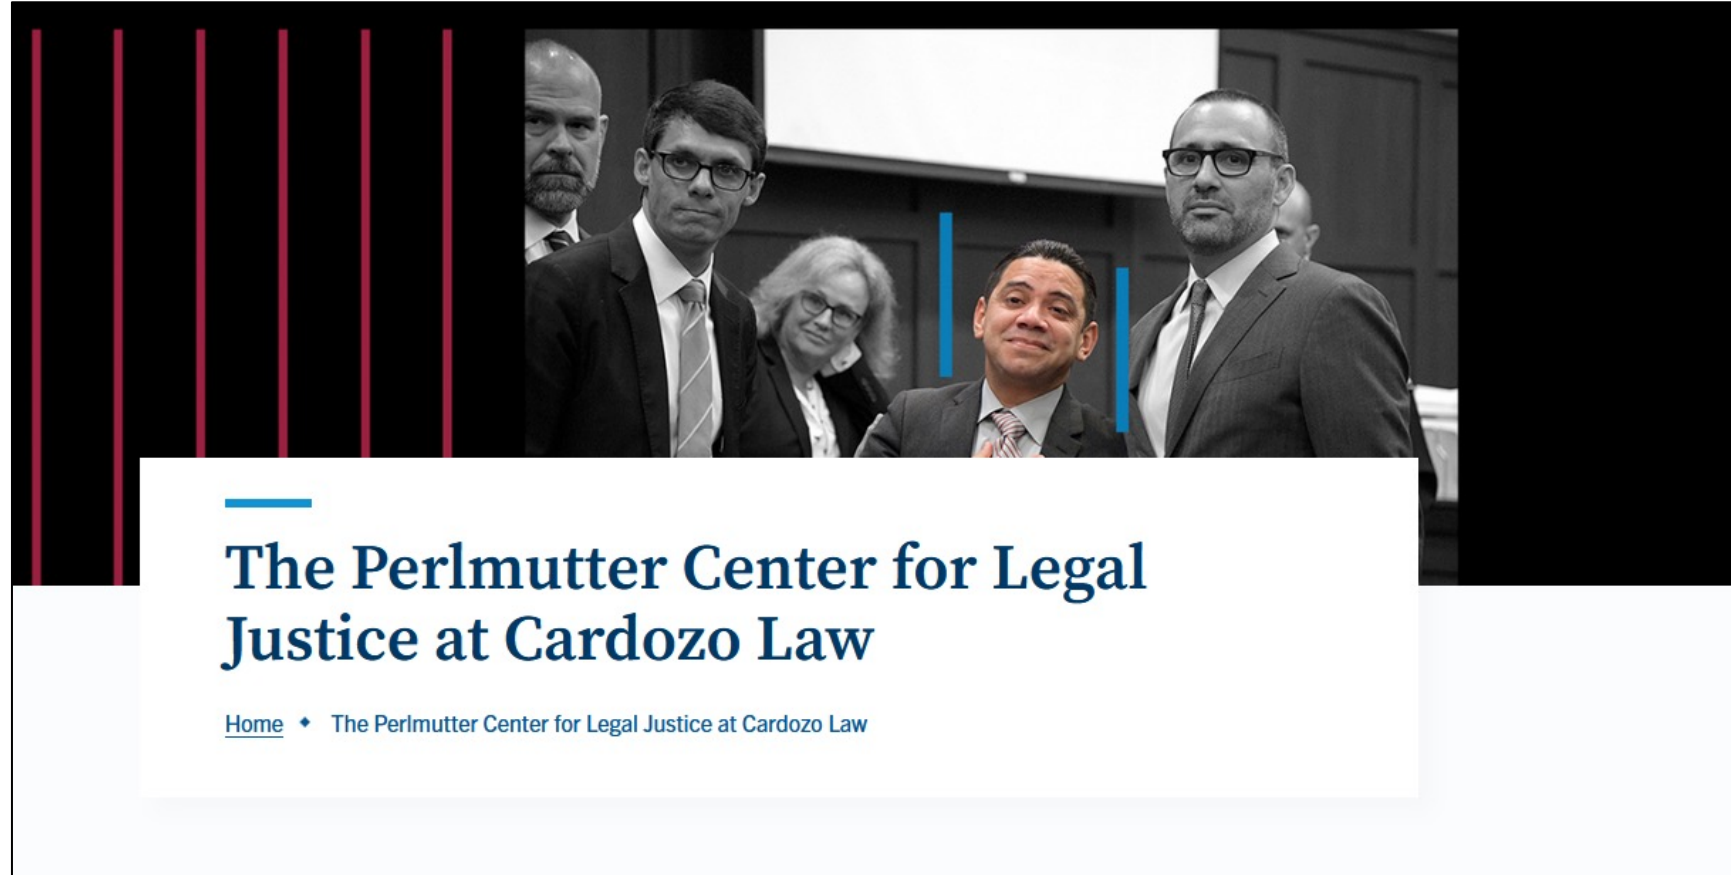 The Perlmutter Center for Legal
Justice at Cardozo Law
Home ◆ The Perlmutter Center for Legal Justice at Cardozo Law